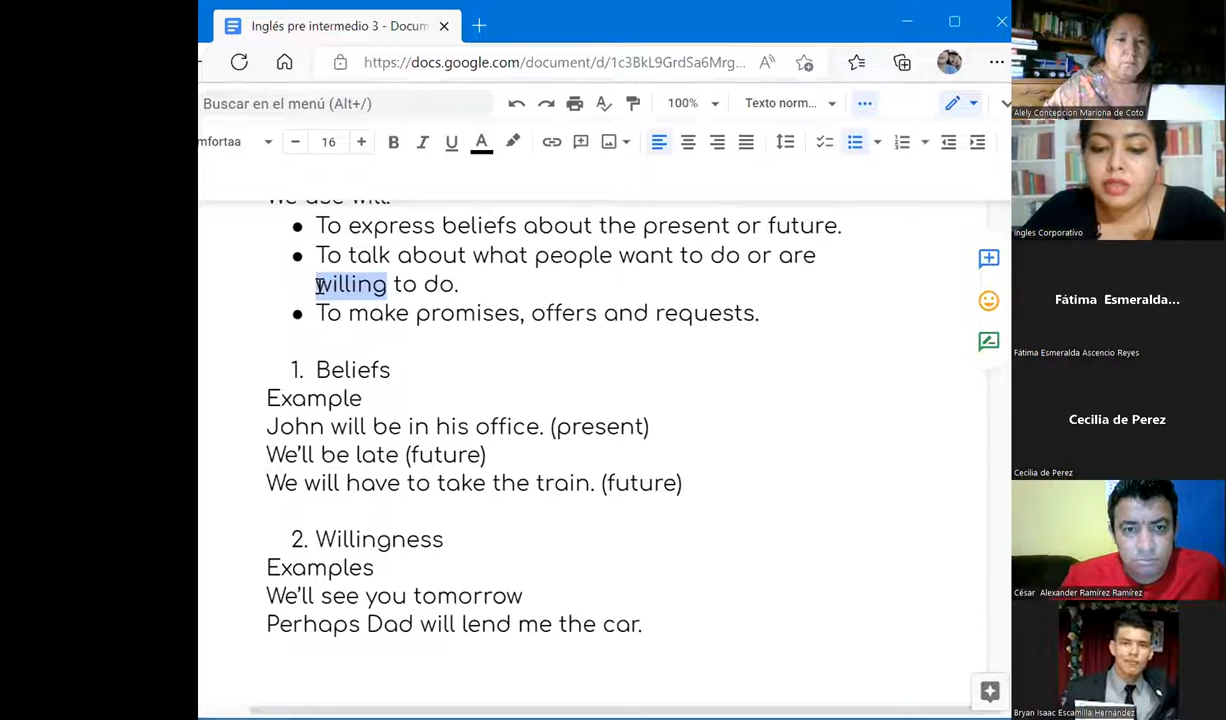 Inglés pre intermedio 3 - Docum
https://docs.google.com/document/d/1c3BkL9GrdSa6Mrg...
Buscar en el menú (Alt+/)
100%
Texto norm...
mfortaa
16
B I U A
We use will:
To express beliefs about the present or future.
To talk about what people want to do or are
willing to do.
To make promises, offers and requests.
1. Beliefs
Example
John will be in his office. (present)
We'll be late (future)
We will have to take the train. (future)
2. Willingness
Examples
We'll see you tomorrow
Perhaps Dad will lend me the car.
Alely Concepcion Mariona de Coto
Ingles Corporativo
Fátima Esmeralda...
Fátima Esmeralda Ascencio Reyes
Cecilia de Perez
Cecilia de Perez
César Alexander Ramírez Ramírez
Bryan Isaac Escamilla Hernández